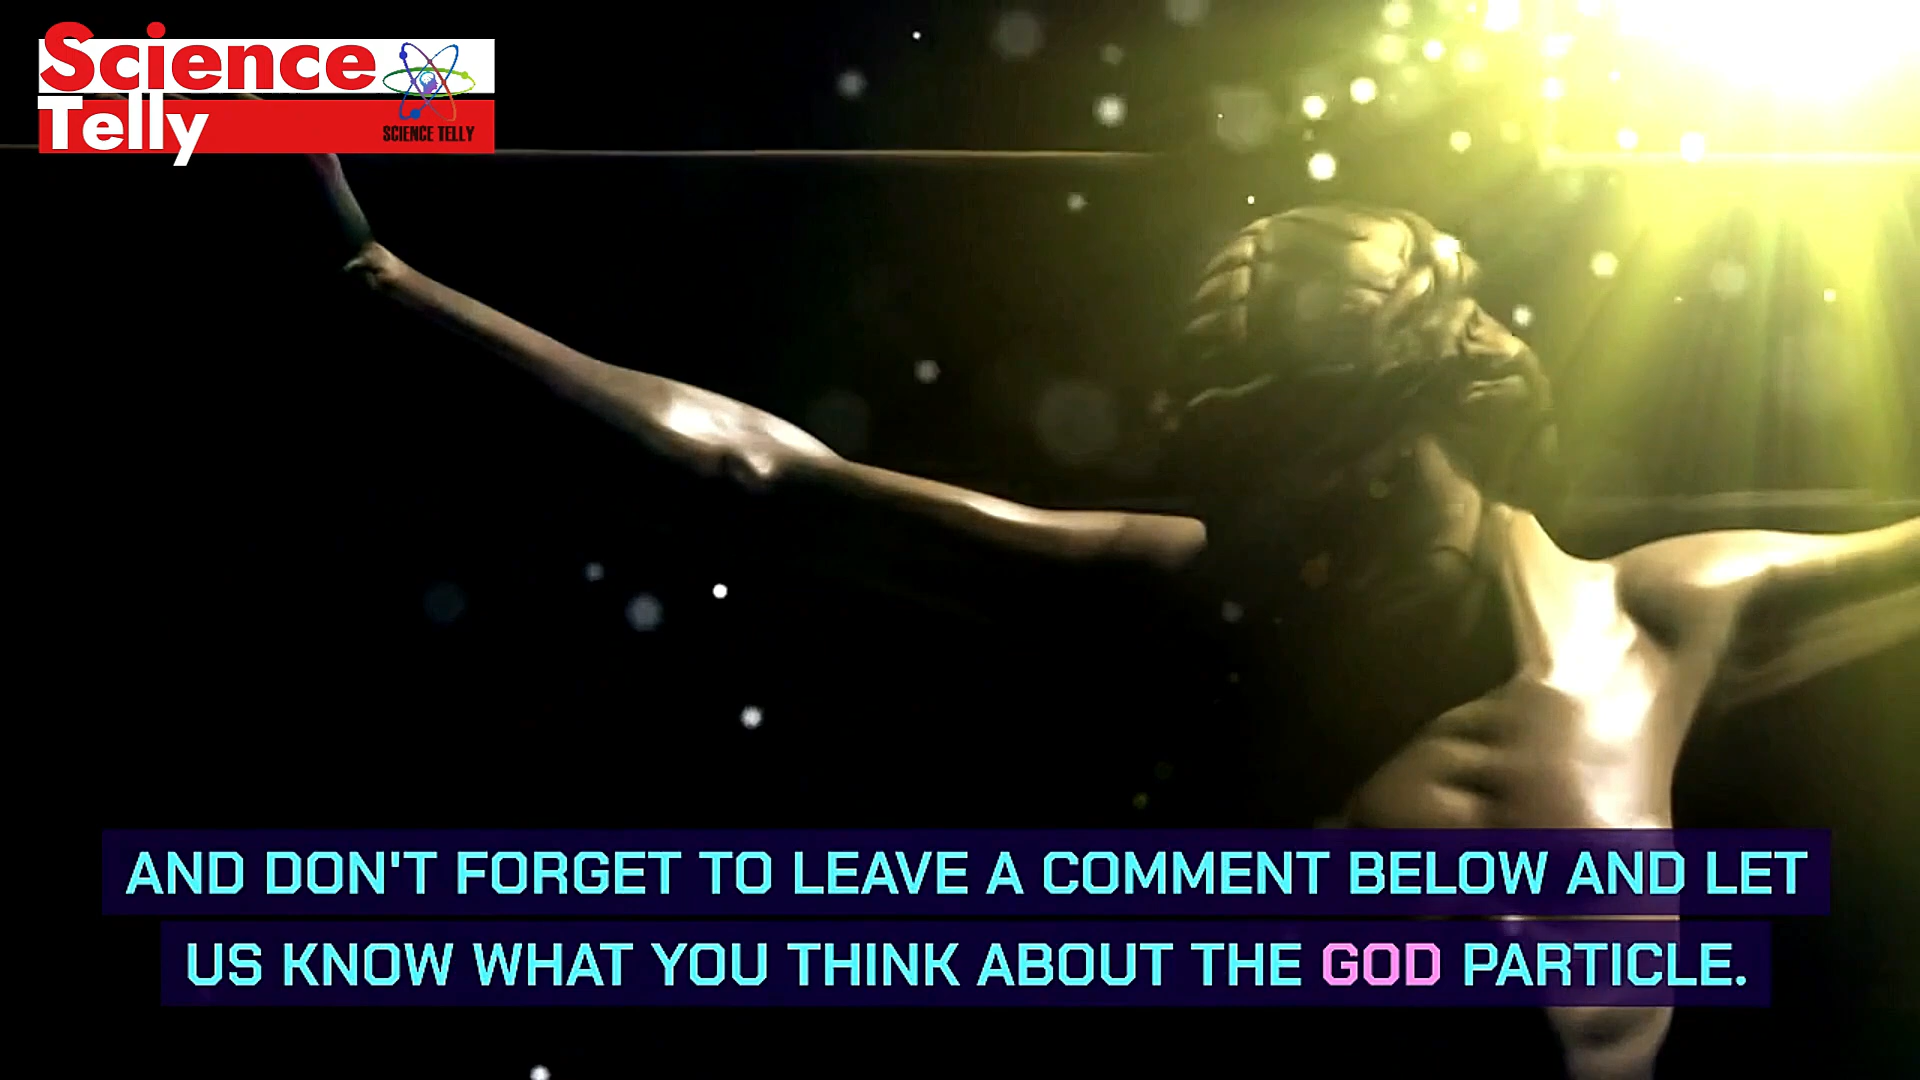 Science
Telly
SCIENCE TELLY
AND DON'T FORGET TO LEAVE A COMMENT BELOW AND LET
US KNOW WHAT YOU THINK ABOUT THE GOD PARTICLE.